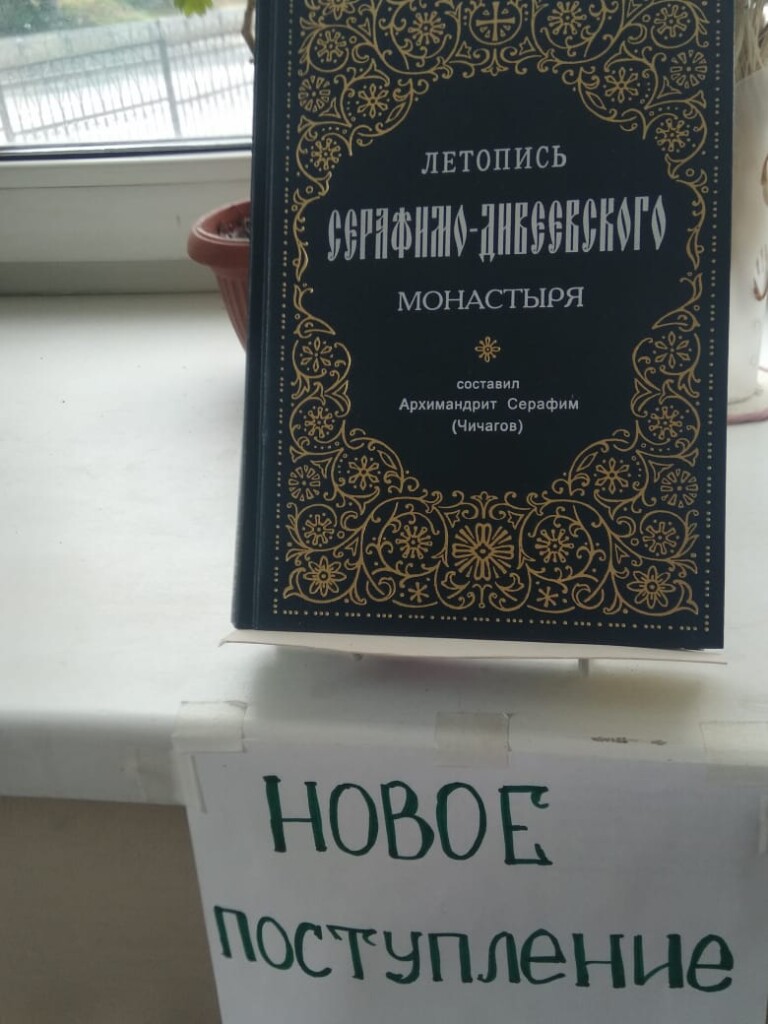 ЛЕТОПИСЬ
СЕРАФИМО-ДИВЕЕВСКОГО
МОНАСТЫРЯ
составил
Архимандрит Серафим
(Чичагов)
НОВОЕ
поступление